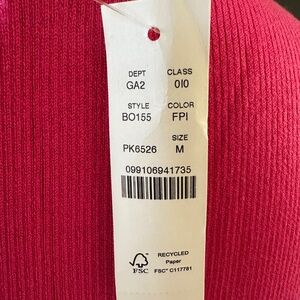 DEPT CLASS
GA2 010
STYLE COLOR
BO155 FPI
SIZE
PK6526 M
099106941735
RECYCLED
Paper
FSC
FSC® C117781